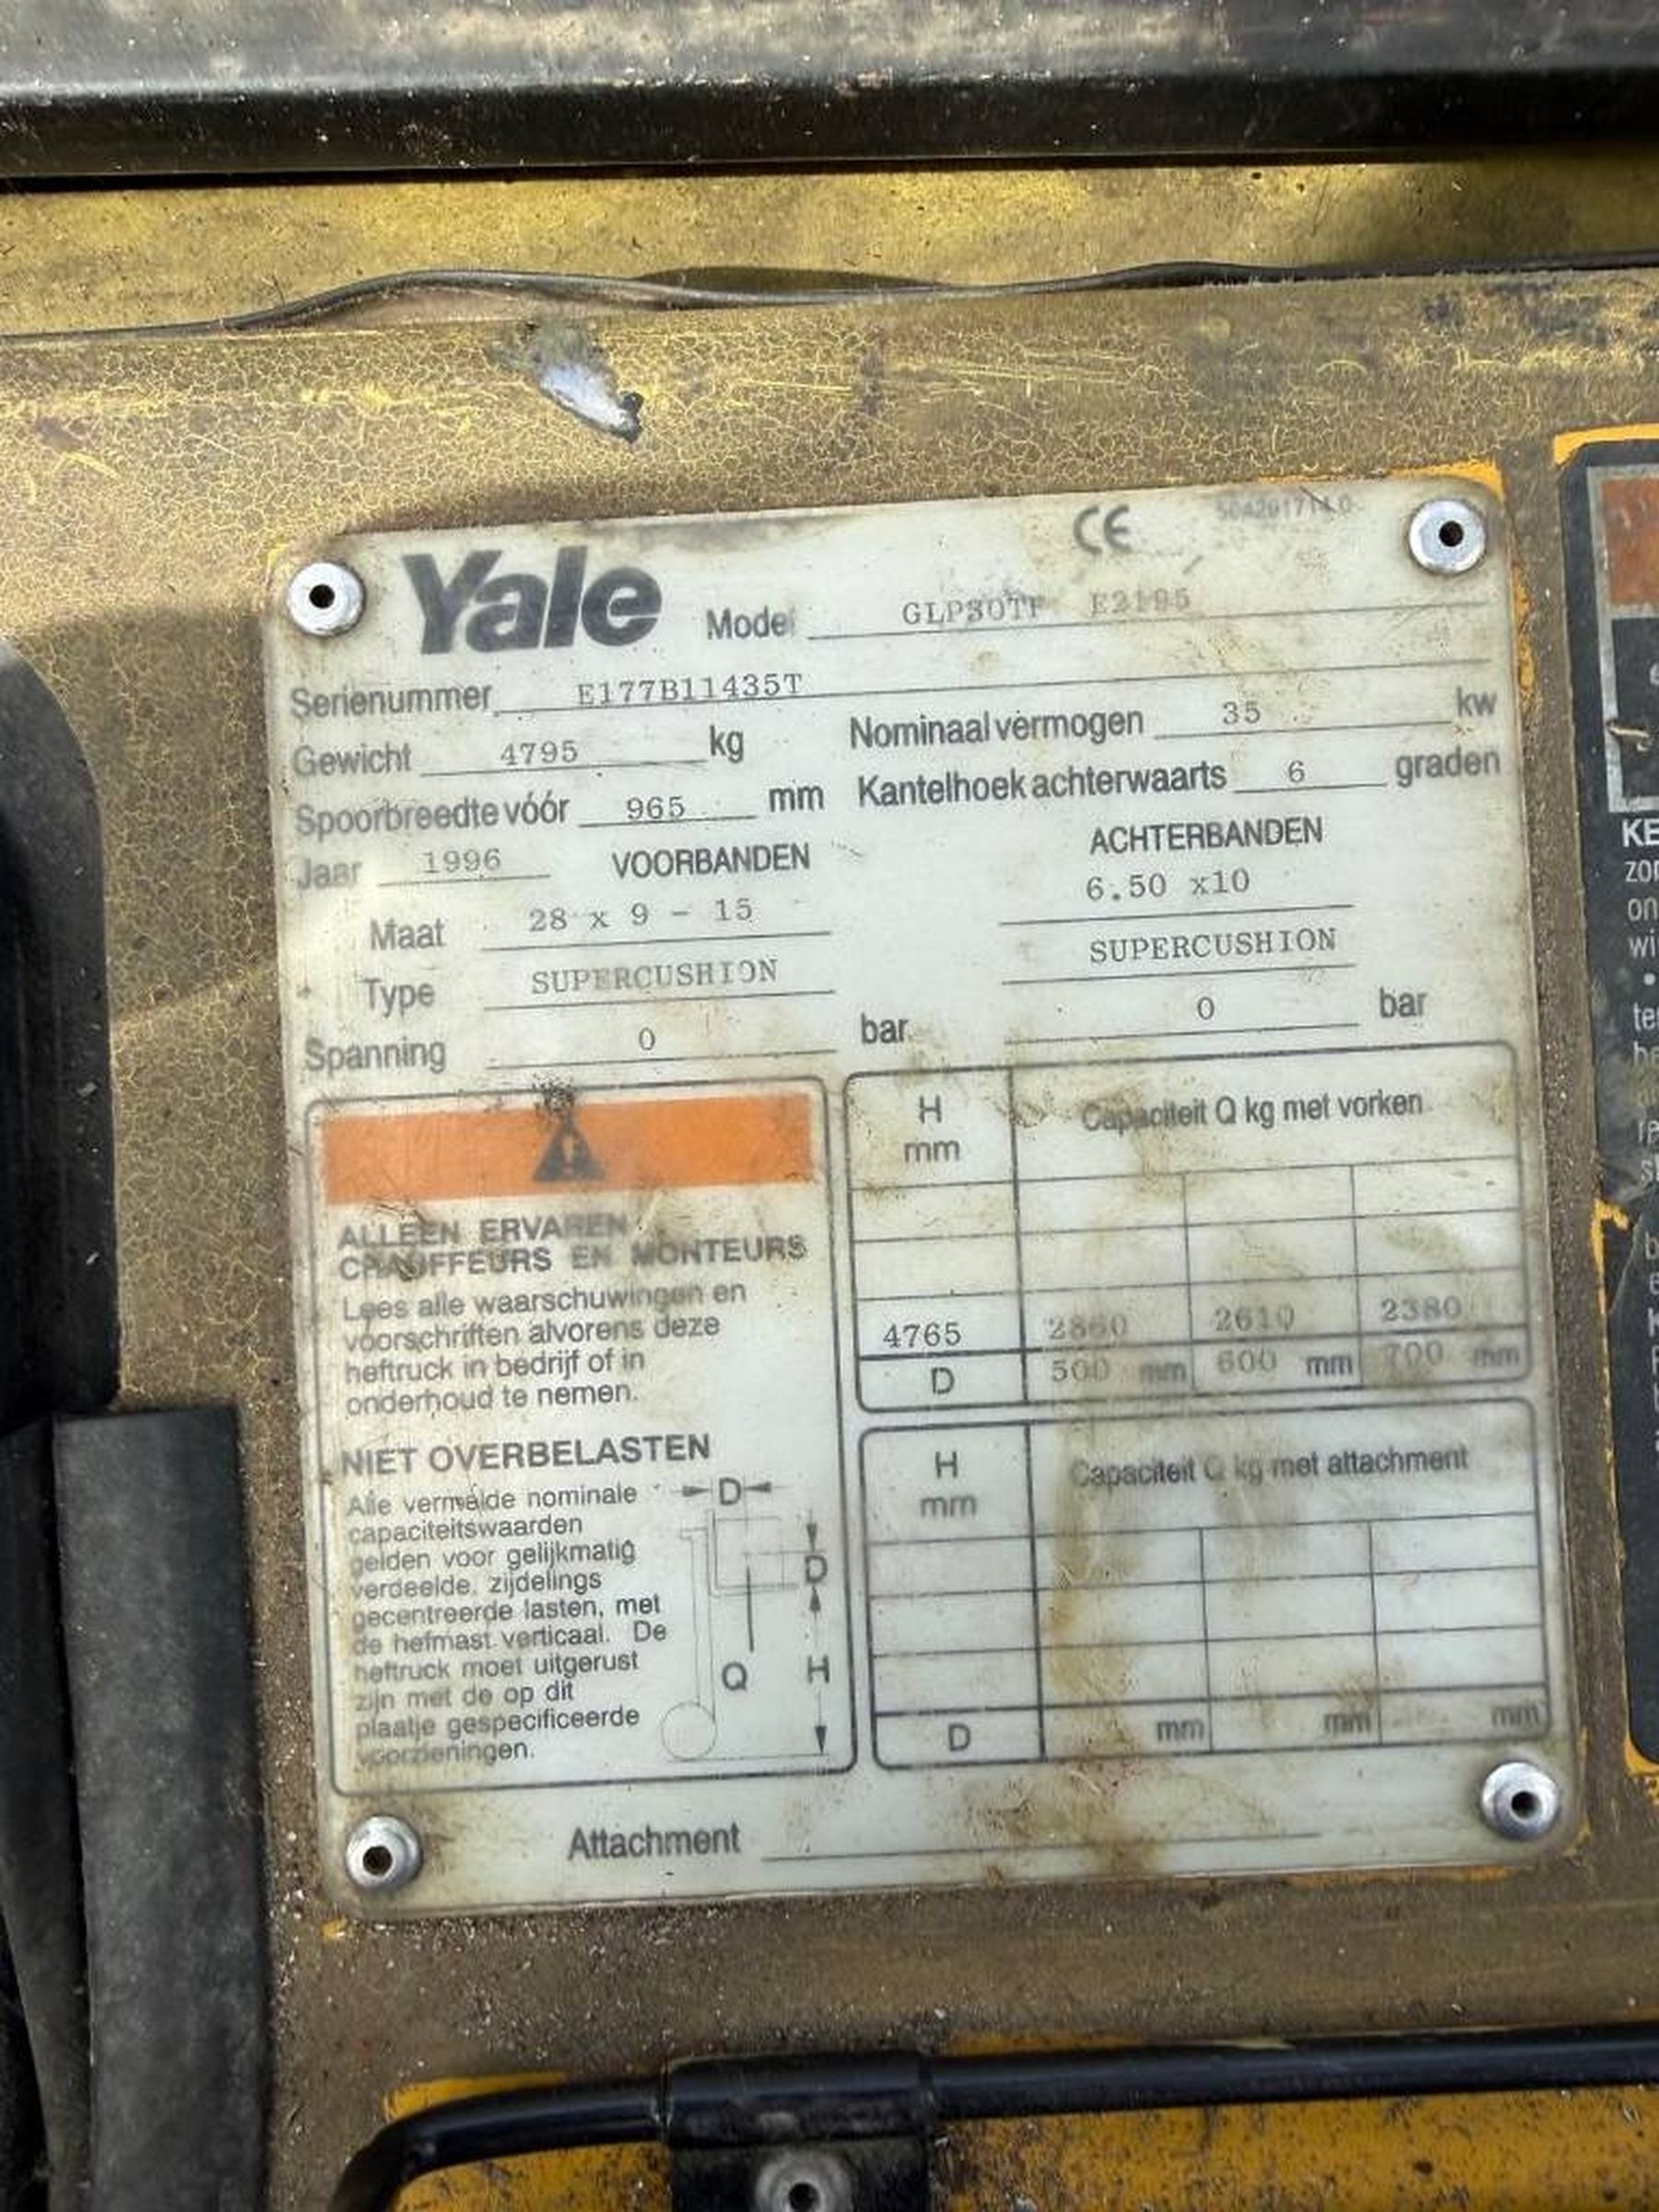 CE
Yale Model GLP30TF E2195
Serienummer E177B11435T
Gewicht 4795 kg Nominaal vermogen 35 kw
Spoorbreedte vóór 965 mm Kantelhoek achterwaarts 6 graden
Jaar 1996 VOORBANDEN ACHTERBANDEN
Maat 28 x 9 - 15 6.50 x10
Type SUPERCUSHION SUPERCUSHION
Spanning 0 bar 0 bar
ALLEEN ERVAREN
CHAUFFEURS EN MONTEURS
Lees alle waarschuwingen en
voorschriften alvorens deze
heftruck in bedrijf of in
onderhoud te nemen.
NIET OVERBELASTEN
Alle vermelde nominale
capaciteitswaarden
gelden voor gelijkmatig
verdeelde, zijdelings
gecentreerde lasten, met
de hefmast verticaal. De
heftruck moet uitgerust
zijn met de op dit
plaatje gespecificeerde
voorzieningen.
D
D
Q H
H Capaciteit Q kg met vorken
mm
4765 2860 2610 2380
D 500 mm 600 mm 700 mm
H Capaciteit Q kg met attachment
mm
D mm mm mm
Attachment
KE